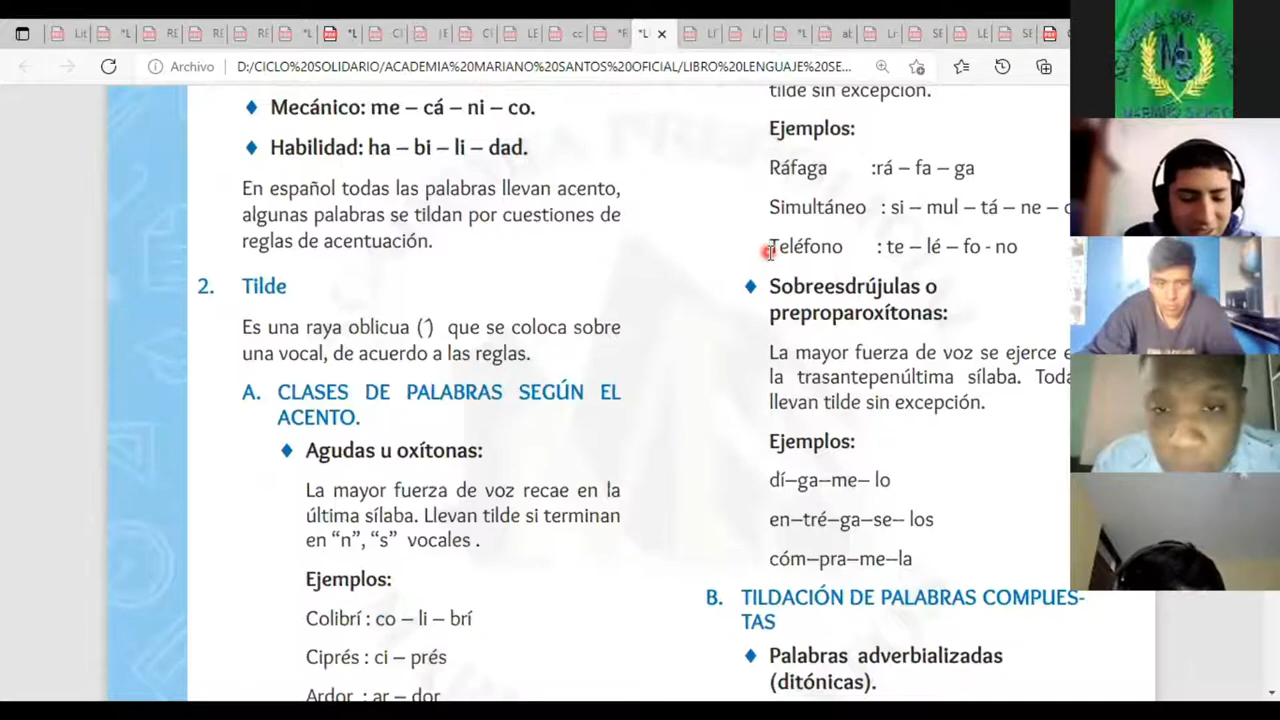 Archivo
D:/CICLO%20SOLIDARIO/ACADEMIA%20MARIANO%20SANTOS%20OFICIAL/LIBRO%20LENGUAJE%20SE...
Mecánico: me – cá – ni – co.
Habilidad: ha – bi – li – dad.
En español todas las palabras llevan acento,
algunas palabras se tildan por cuestiones de
reglas de acentuación.
2. Tilde
Es una raya oblicua (´) que se coloca sobre
una vocal, de acuerdo a las reglas.
A. CLASES DE PALABRAS SEGÚN EL
ACENTO.
Agudas u oxítonas:
La mayor fuerza de voz recae en la
última sílaba. Llevan tilde si terminan
en “n”, “s” vocales .
Ejemplos:
Colibrí : co – li – brí
Ciprés : ci – prés
Ardor : ar – dor
tilde sin excepción.
Ejemplos:
Ráfaga :rá – fa – ga
Simultáneo : si – mul – tá – ne –
Teléfono : te – lé – fo - no
Sobreesdrújulas o
preproparoxítonas:
La mayor fuerza de voz se ejerce
la trasantepenúltima sílaba. Toda
llevan tilde sin excepción.
Ejemplos:
dí–ga–me– lo
en–tré–ga–se– los
cóm–pra–me–la
B. TILDACIÓN DE PALABRAS COMPUES-
TAS
Palabras adverbializadas
(ditónicas).